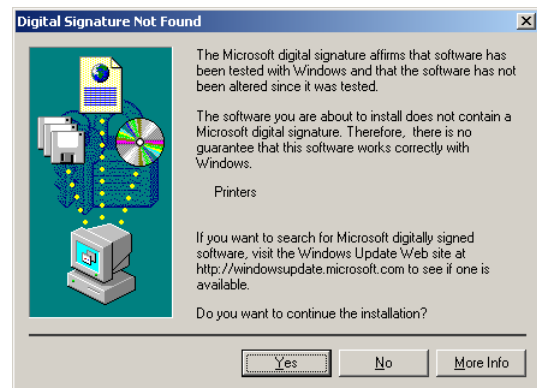 Digital Signature Not Found
The Microsoft digital signature affirms that software has
been tested with Windows and that the software has not
been altered since it was tested.
The software you are about to install does not contain a
Microsoft digital signature. Therefore, there is no
guarantee that this software works correctly with
Windows.
Printers
If you want to search for Microsoft digitally signed
software, visit the Windows Update Web site at
http://windowsupdate.microsoft.com to see if one is
available.
Do you want to continue the installation?
Yes No More Info